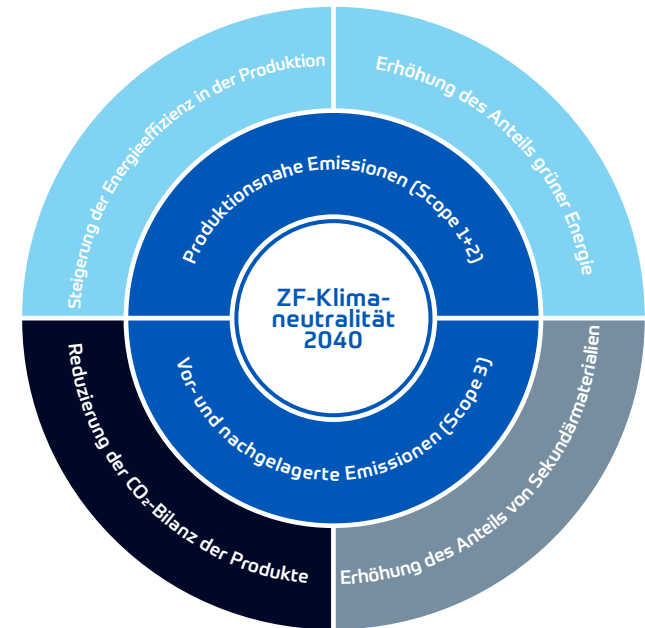 Steigerung der Energieeffizienz in der Produktion
Erhöhung des Anteils grüner Energie
Produktionsnahe Emissionen (Scope 1+2)
ZF-Klima-
neutralität
2040
Vor- und nachgelagerte Emissionen (Scope 3)
Reduzierung der CO₂-Bilanz der Produkte
Erhöhung des Anteils von Sekundärmaterialien